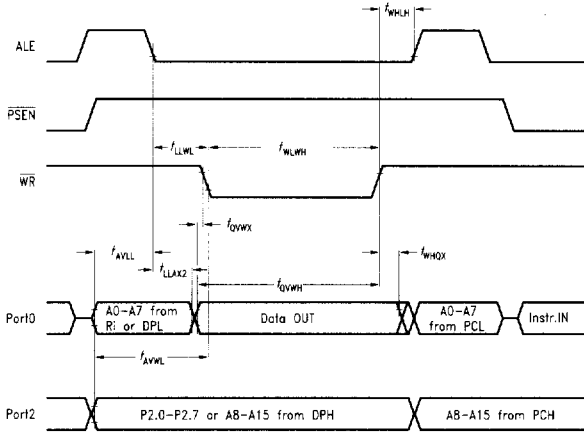 tWHLH
ALE
PSEN
tLLWL
tWLWH
WR
tQVWX
tAVLL
tWHQX
tLLAX2
tQVWH
Port0
A0-A7 from
Ri or DPL
Data OUT
A0-A7
from PCL
Instr.IN
tAVWL
Port2
P2.0-P2.7 or A8-A15 from DPH
A8-A15 from PCH